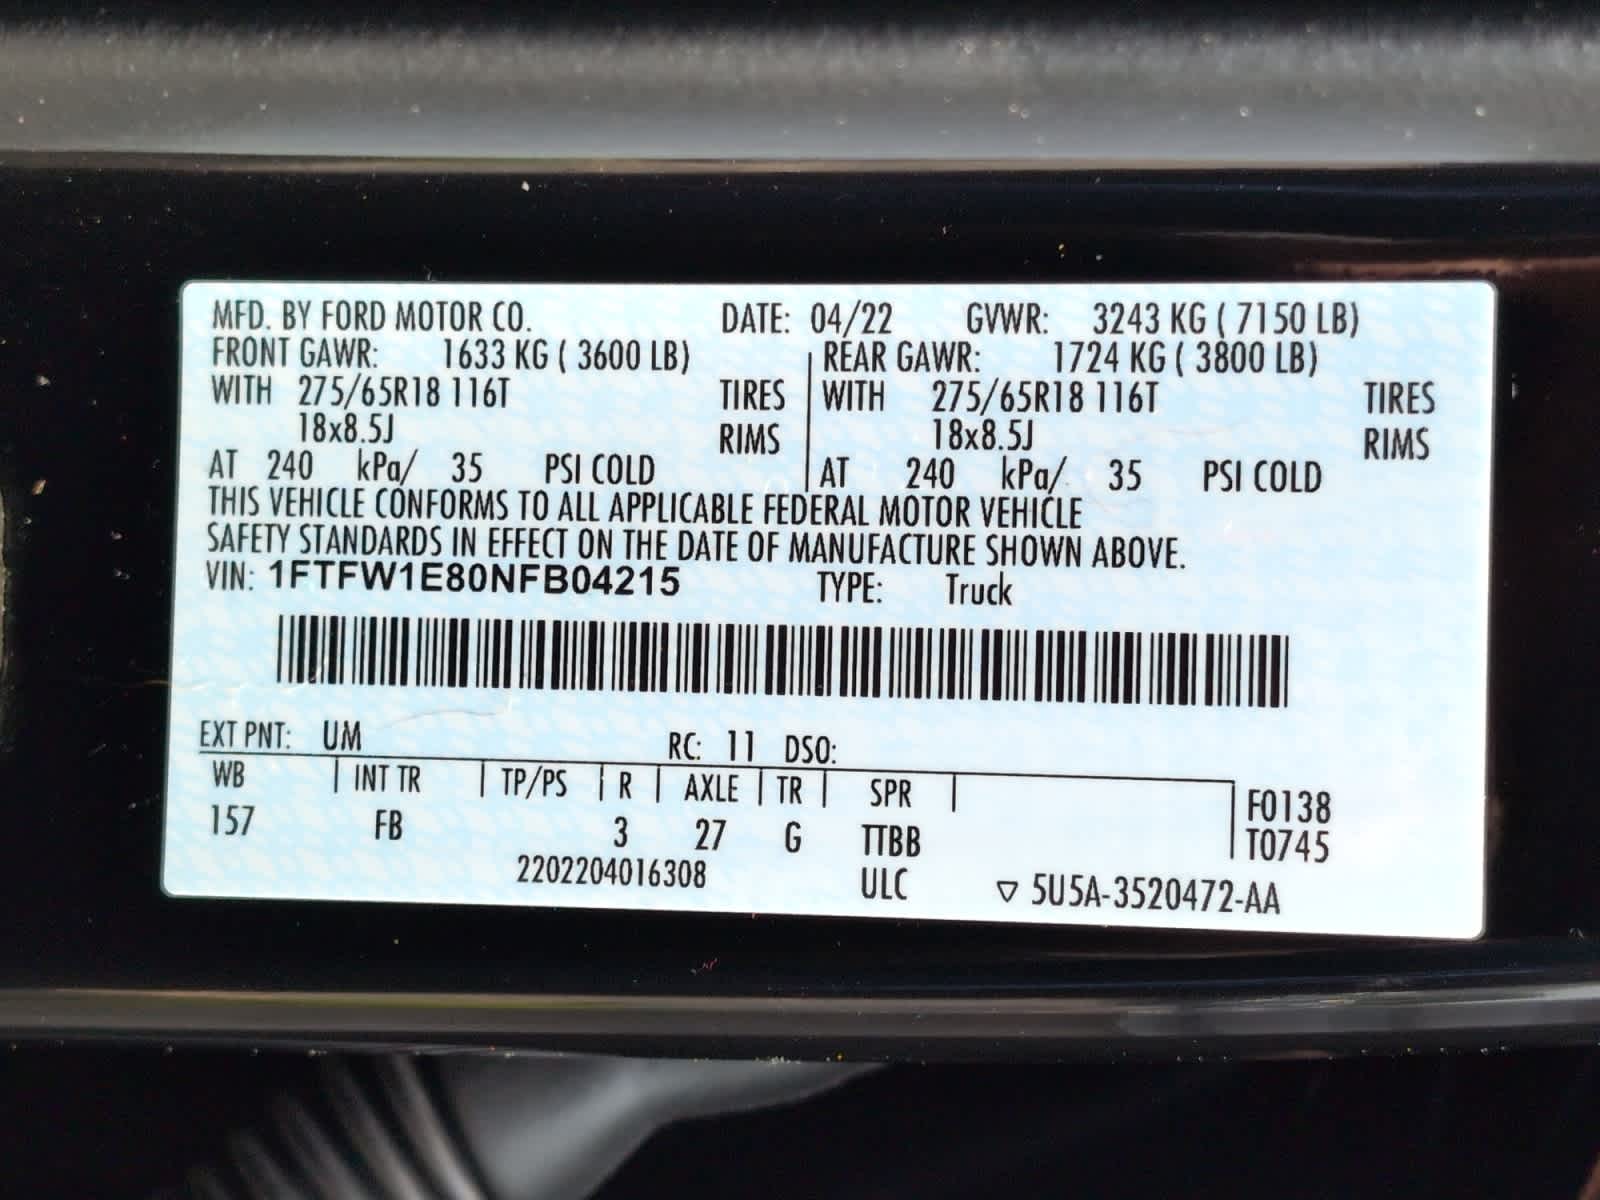 MFD. BY FORD MOTOR CO. DATE: 04/22 GVWR: 3243 KG ( 7150 LB)
FRONT GAWR: 1633 KG ( 3600 LB) REAR GAWR: 1724 KG ( 3800 LB)
WITH 275/65R18 116T TIRES WITH 275/65R18 116T TIRES
18x8.5J RIMS 18x8.5J RIMS
AT 240 kPa/ 35 PSI COLD AT 240 kPa/ 35 PSI COLD
THIS VEHICLE CONFORMS TO ALL APPLICABLE FEDERAL MOTOR VEHICLE
SAFETY STANDARDS IN EFFECT ON THE DATE OF MANUFACTURE SHOWN ABOVE.
VIN: 1FTFW1E80NFB04215 TYPE: Truck
EXT PNT: UM RC: 11 DSO:
WB INT TR TP/PS R AXLE TR SPR F0138
157 FB 3 27 G TTBB T0745
2202204016308 ULC ▽ 5U5A-3520472-AA